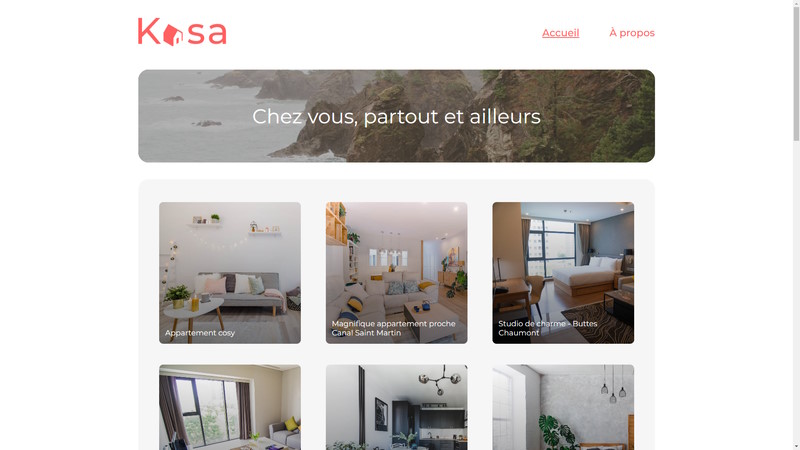 Kasa
Accueil
À propos
Chez vous, partout et ailleurs
Appartement cosy
Magnifique appartement proche
Canal Saint Martin
Studio de charme - Buttes
Chaumont